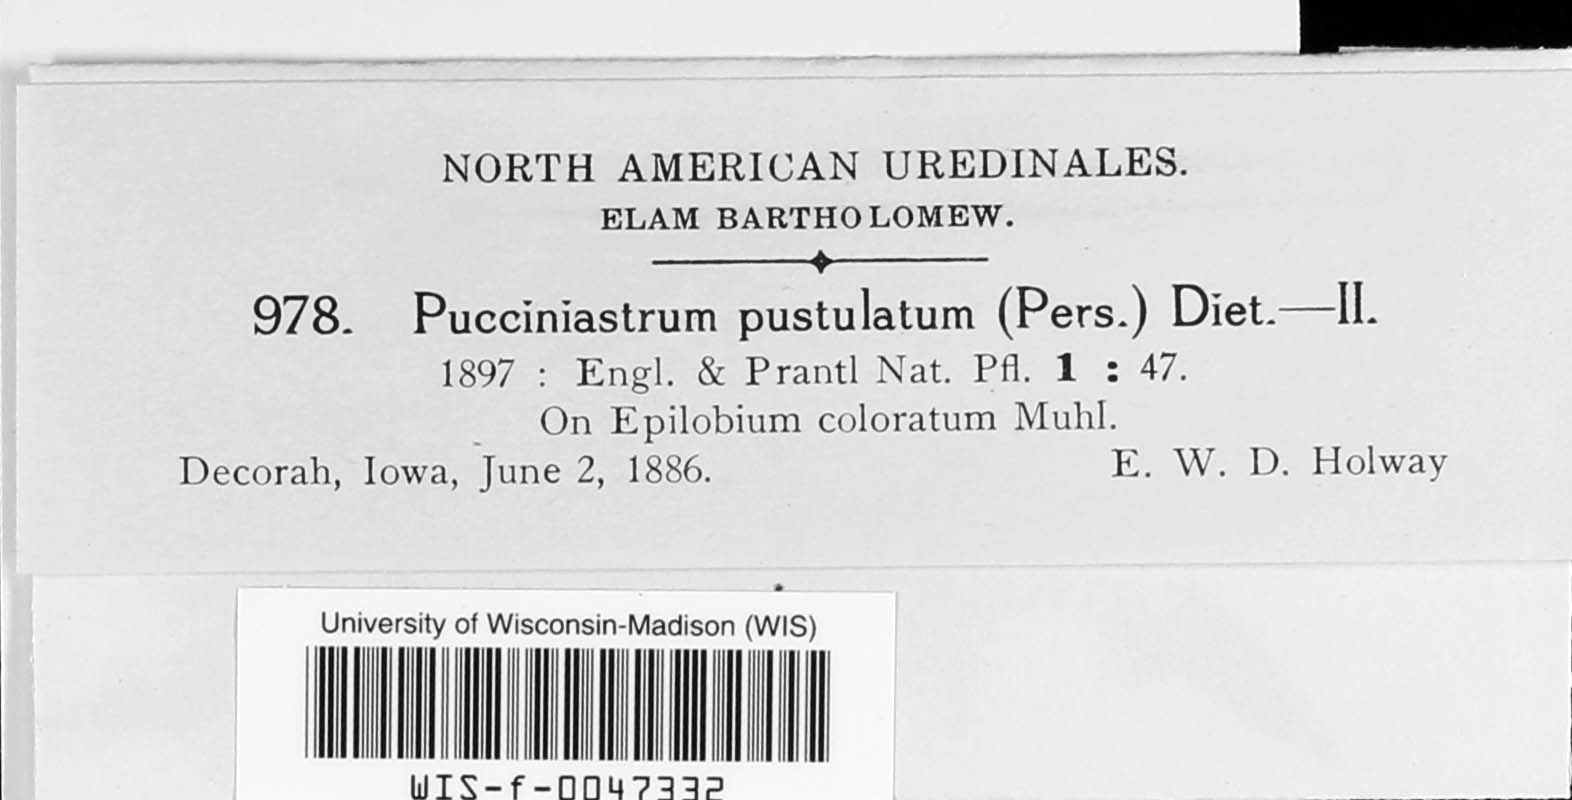 NORTH AMERICAN UREDINALES.
ELAM BARTHOLOMEW.
978. Pucciniastrum pustulatum (Pers.) Diet.—II.
1897 : Engl. & Prantl Nat. Pfl. 1 : 47.
On Epilobium coloratum Muhl.
Decorah, Iowa, June 2, 1886. E. W. D. Holway
University of Wisconsin-Madison (WIS)
WIS-f-0047332